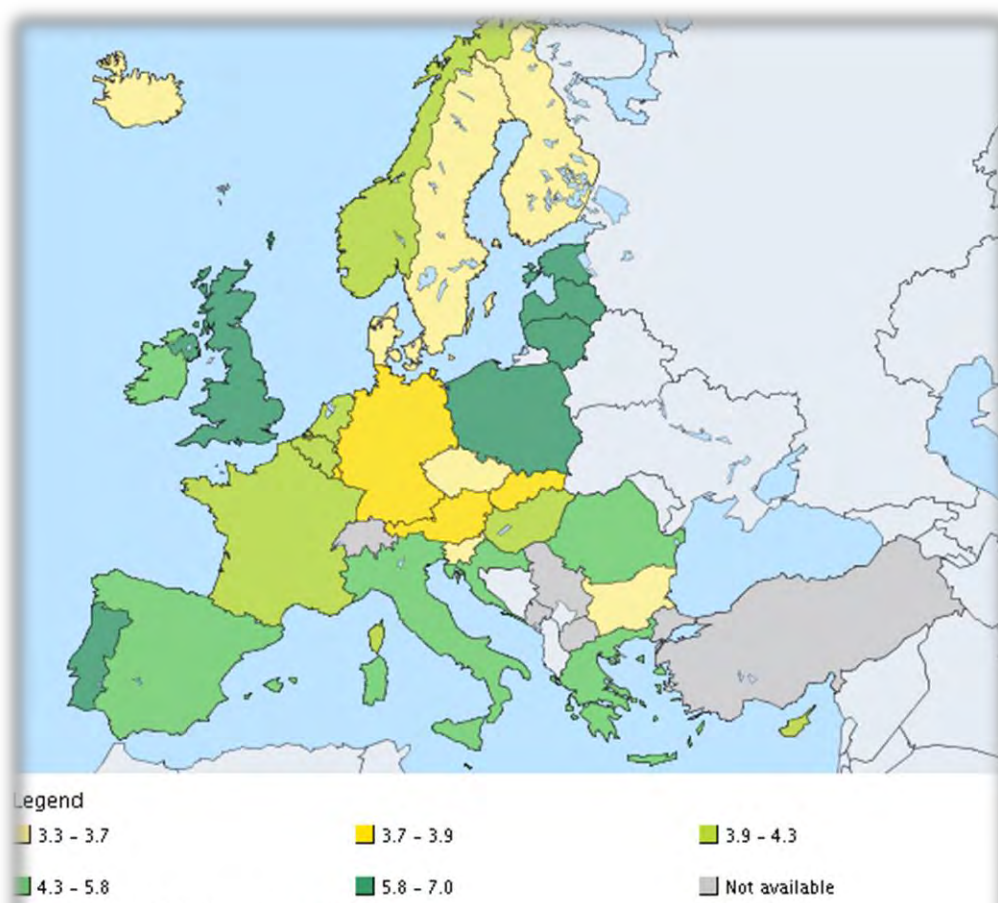 Legend
3.3 - 3.7
3.7 - 3.9
3.9 - 4.3
4.3 - 5.8
5.8 - 7.0
Not available